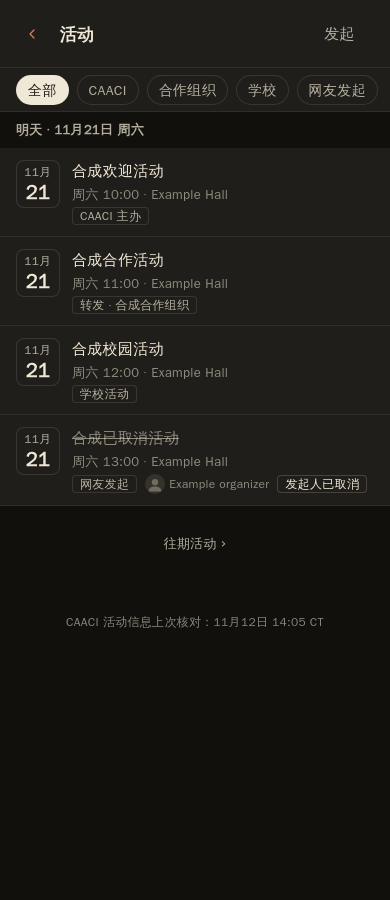 活动
发起
全部
CAACI
合作组织
学校
网友发起
明天 · 11月21日 周六
11月
21
合成欢迎活动
周六 10:00 · Example Hall
CAACI 主办
11月
21
合成合作活动
周六 11:00 · Example Hall
转发 · 合成合作组织
11月
21
合成校园活动
周六 12:00 · Example Hall
学校活动
11月
21
合成已取消活动
周六 13:00 · Example Hall
网友发起
Example organizer
发起人已取消
往期活动 ›
CAACI 活动信息上次核对：11月12日 14:05 CT